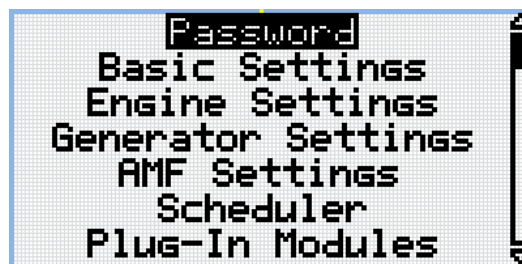 Password
Basic Settings
Engine Settings
Generator Settings
AMF Settings
Scheduler
Plug-In Modules